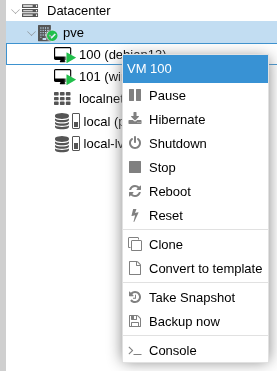 Datacenter
pve
100 (debian13)
101 (wi
localnet
local (p
local-lv
VM 100
Pause
Hibernate
Shutdown
Stop
Reboot
Reset
Clone
Convert to template
Take Snapshot
Backup now
Console